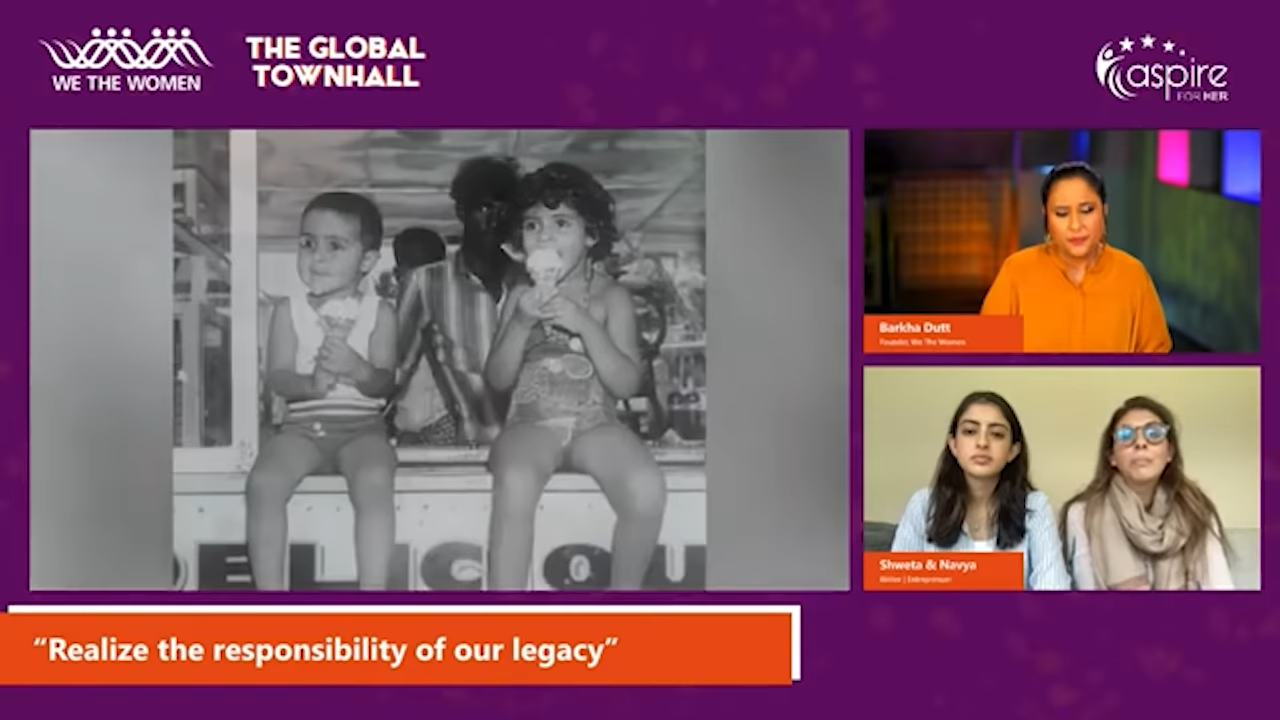 WE THE WOMEN
THE GLOBAL
TOWNHALL
aspire
FOR HER
ELICOU
Barkha Dutt
Founder, We The Women
Shweta & Navya
Writer | Entrepreneur
“Realize the responsibility of our legacy”